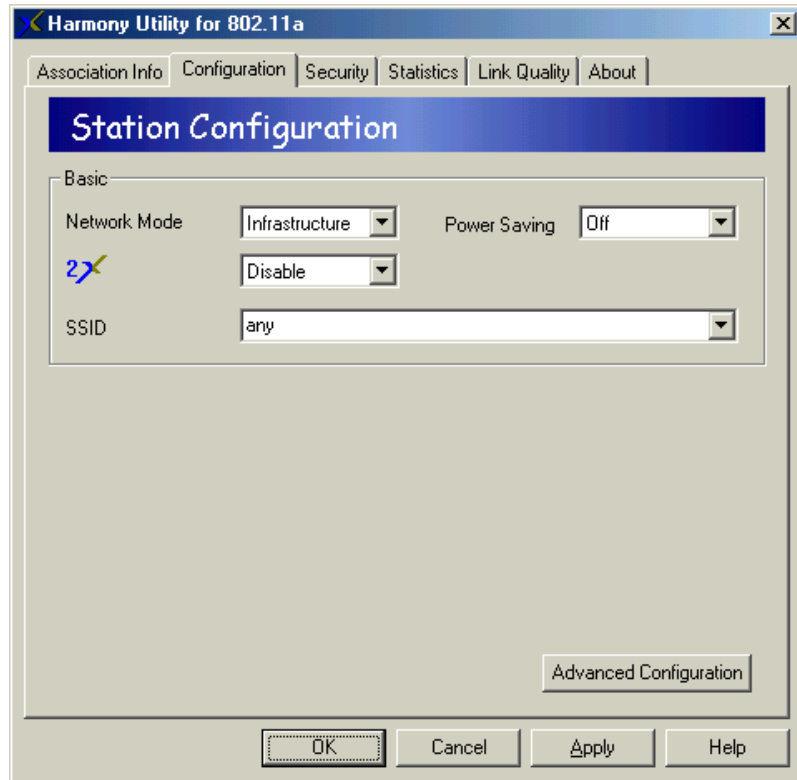 Harmony Utility for 802.11a
Association Info Configuration Security Statistics Link Quality About
Station Configuration
Basic
Network Mode Infrastructure Power Saving Off
2X Disable
SSID any
Advanced Configuration
OK Cancel Apply Help